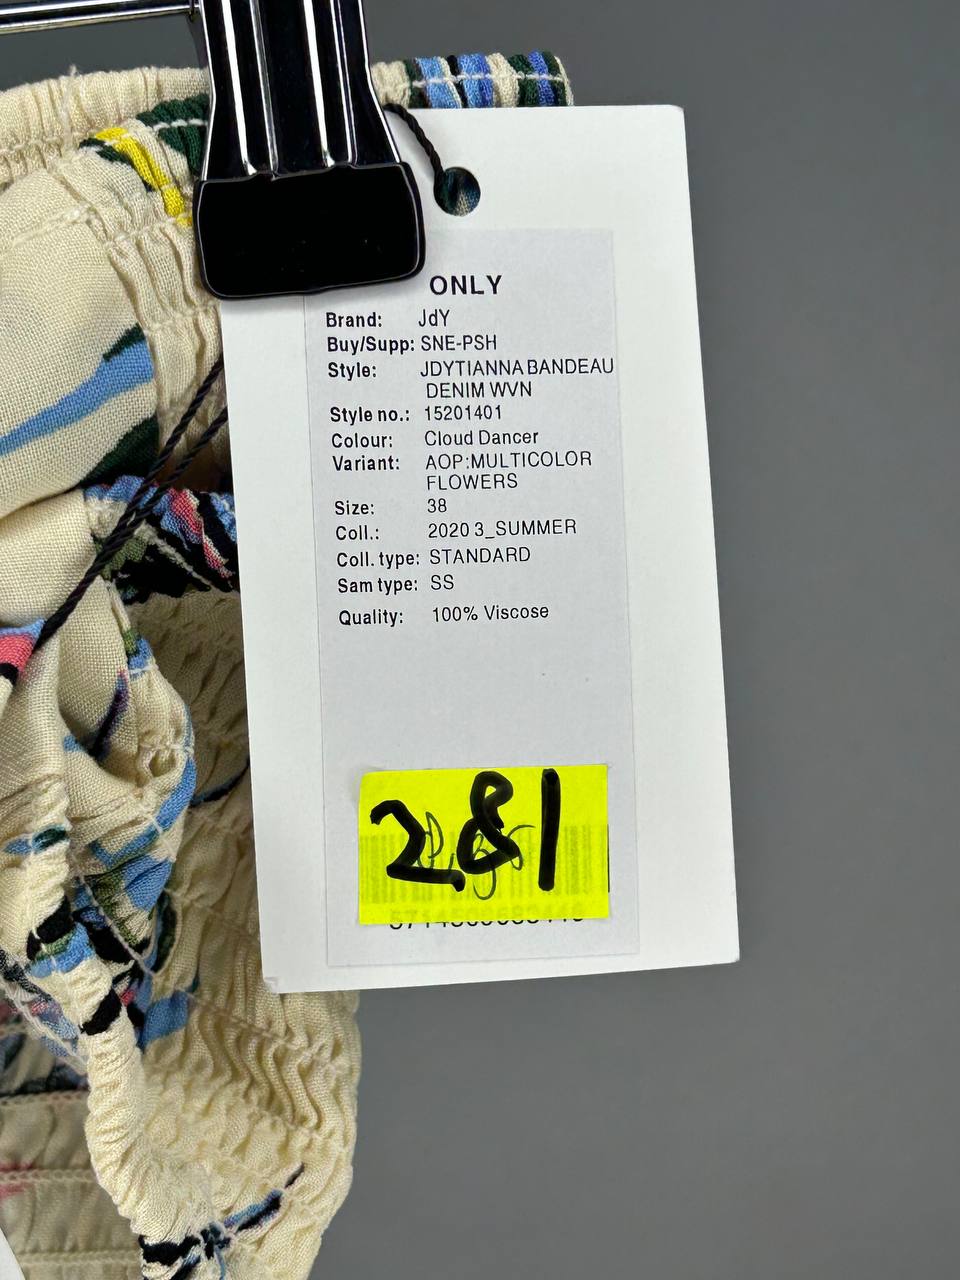 ONLY
Brand: JdY
Buy/Supp: SNE-PSH
Style: JDYTIANNA BANDEAU
DENIM WVN
Style no.: 15201401
Colour: Cloud Dancer
Variant: AOP:MULTICOLOR
FLOWERS
Size: 38
Coll.: 2020 3_SUMMER
Coll. type: STANDARD
Sam type: SS
Quality: 100% Viscose
281